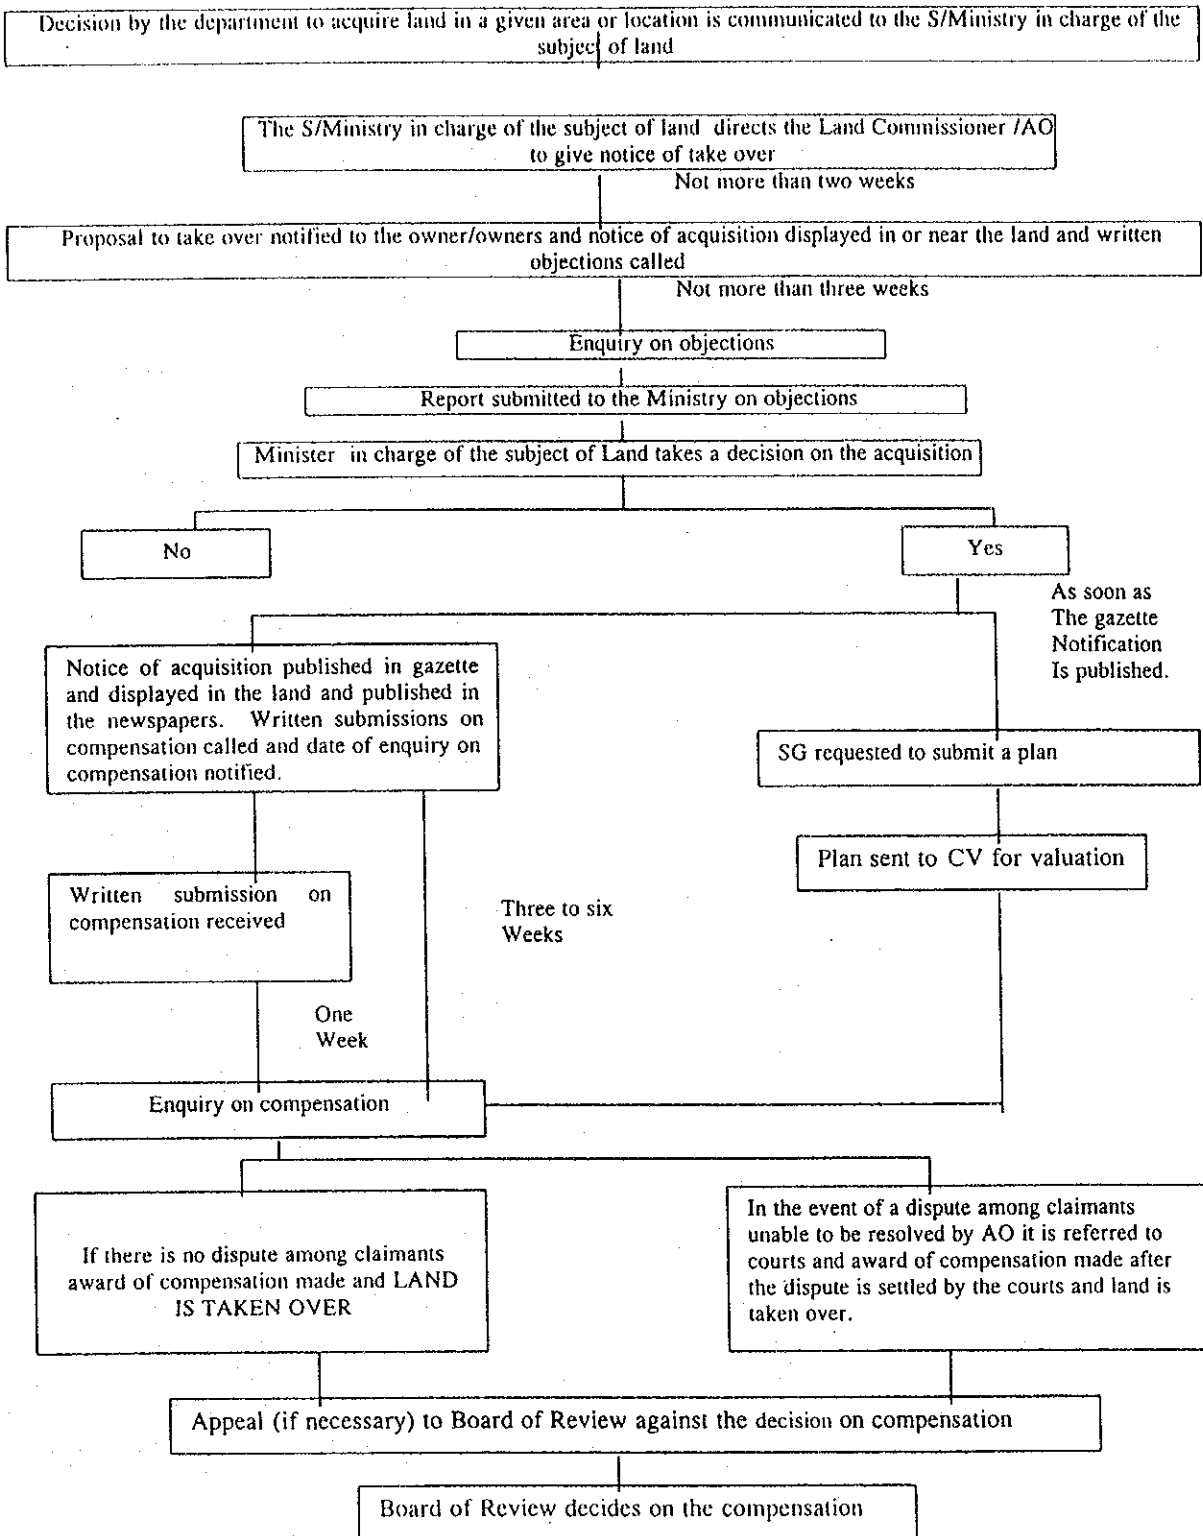 Decision by the department to acquire land in a given area or location is communicated to the S/Ministry in charge of the
subject of land
The S/Ministry in charge of the subject of land directs the Land Commissioner /AO
to give notice of take over
Not more than two weeks
Proposal to take over notified to the owner/owners and notice of acquisition displayed in or near the land and written
objections called
Not more than three weeks
Enquiry on objections
Report submitted to the Ministry on objections
Minister in charge of the subject of Land takes a decision on the acquisition
No
Yes
As soon as
The gazette
Notification
Is published.
Notice of acquisition published in gazette
and displayed in the land and published in
the newspapers. Written submissions on
compensation called and date of enquiry on
compensation notified.
SG requested to submit a plan
Plan sent to CV for valuation
Written submission on
compensation received
Three to six
Weeks
One
Week
Enquiry on compensation
If there is no dispute among claimants
award of compensation made and LAND
IS TAKEN OVER
In the event of a dispute among claimants
unable to be resolved by AO it is referred to
courts and award of compensation made after
the dispute is settled by the courts and land is
taken over.
Appeal (if necessary) to Board of Review against the decision on compensation
Board of Review decides on the compensation